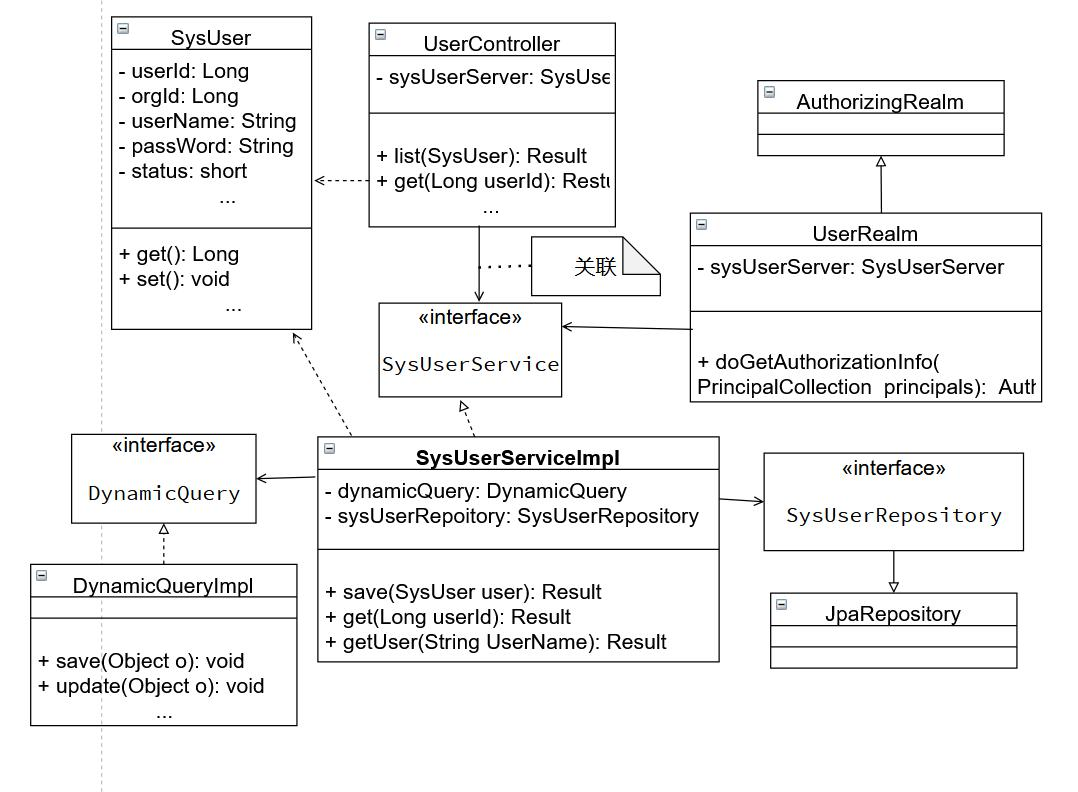 SysUser
- userId: Long
- orgId: Long
- userName: String
- passWord: String
- status: short
...
+ get(): Long
+ set(): void
...
UserController
- sysUserServer: SysUse
+ list(SysUser): Result
+ get(Long userId): Restu
...
AuthorizingRealm
UserRealm
- sysUserServer: SysUserServer
+ doGetAuthorizationInfo(
PrincipalCollection principals): Auth
关联
«interface»
SysUserService
«interface»
DynamicQuery
SysUserServiceImpl
- dynamicQuery: DynamicQuery
- sysUserRepoitory: SysUserRepository
+ save(SysUser user): Result
+ get(Long userId): Result
+ getUser(String UserName): Result
«interface»
SysUserRepository
DynamicQueryImpl
+ save(Object o): void
+ update(Object o): void
...
JpaRepository